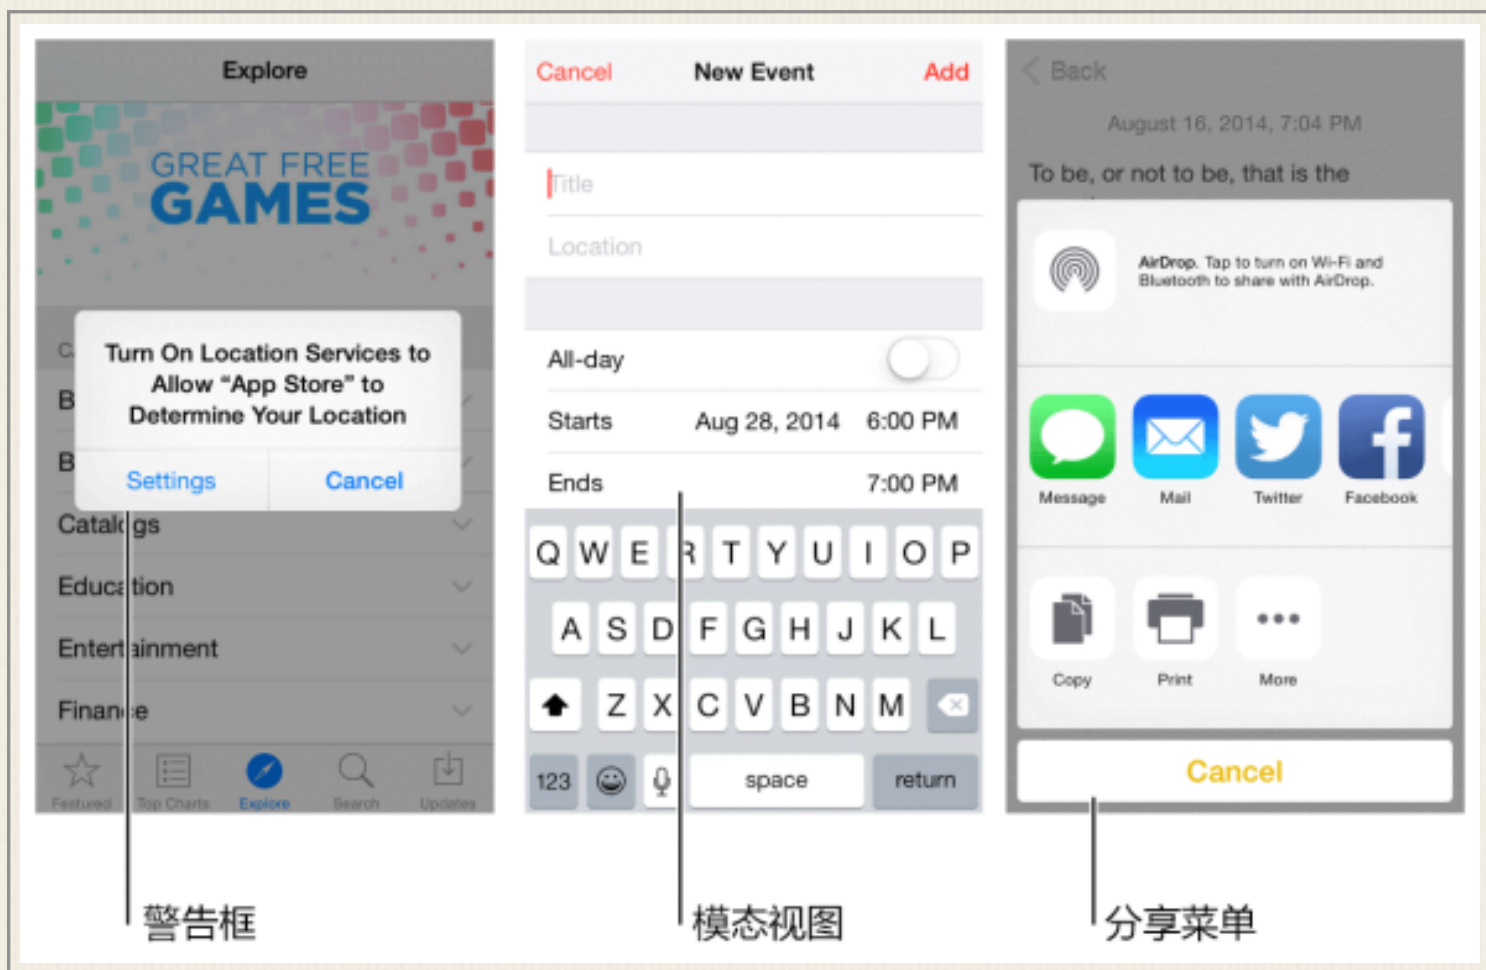 Explore
GREAT FREE
GAMES
Turn On Location Services to
Allow “App Store” to
Determine Your Location
Settings Cancel
Catalogs
Education
Entertainment
Finance
Featured Top Charts Explore Search Updates
警告框
Cancel New Event Add
Title
Location
All-day
Starts Aug 28, 2014 6:00 PM
Ends 7:00 PM
Q W E R T Y U I O P
A S D F G H J K L
Z X C V B N M
123 space return
模态视图
Back
August 16, 2014, 7:04 PM
To be, or not to be, that is the
AirDrop. Tap to turn on Wi-Fi and
Bluetooth to share with AirDrop.
Message Mail Twitter Facebook
Copy Print More
Cancel
分享菜单